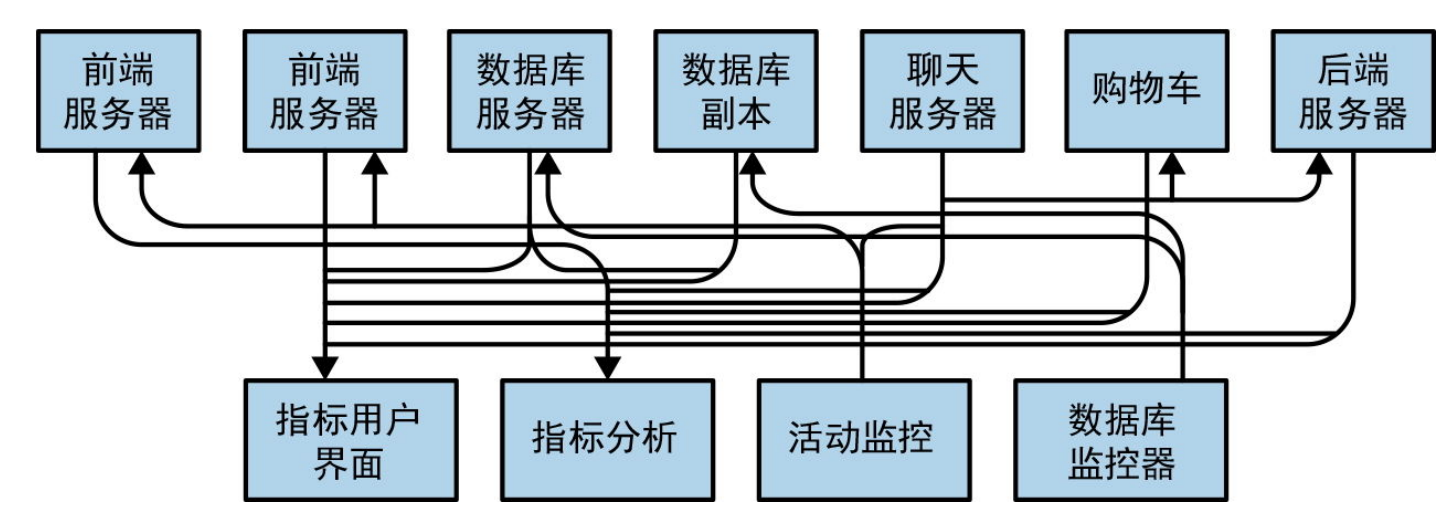 前端
服务器
前端
服务器
数据库
服务器
数据库
副本
聊天
服务器
购物车
后端
服务器
指标用户
界面
指标分析
活动监控
数据库
监控器